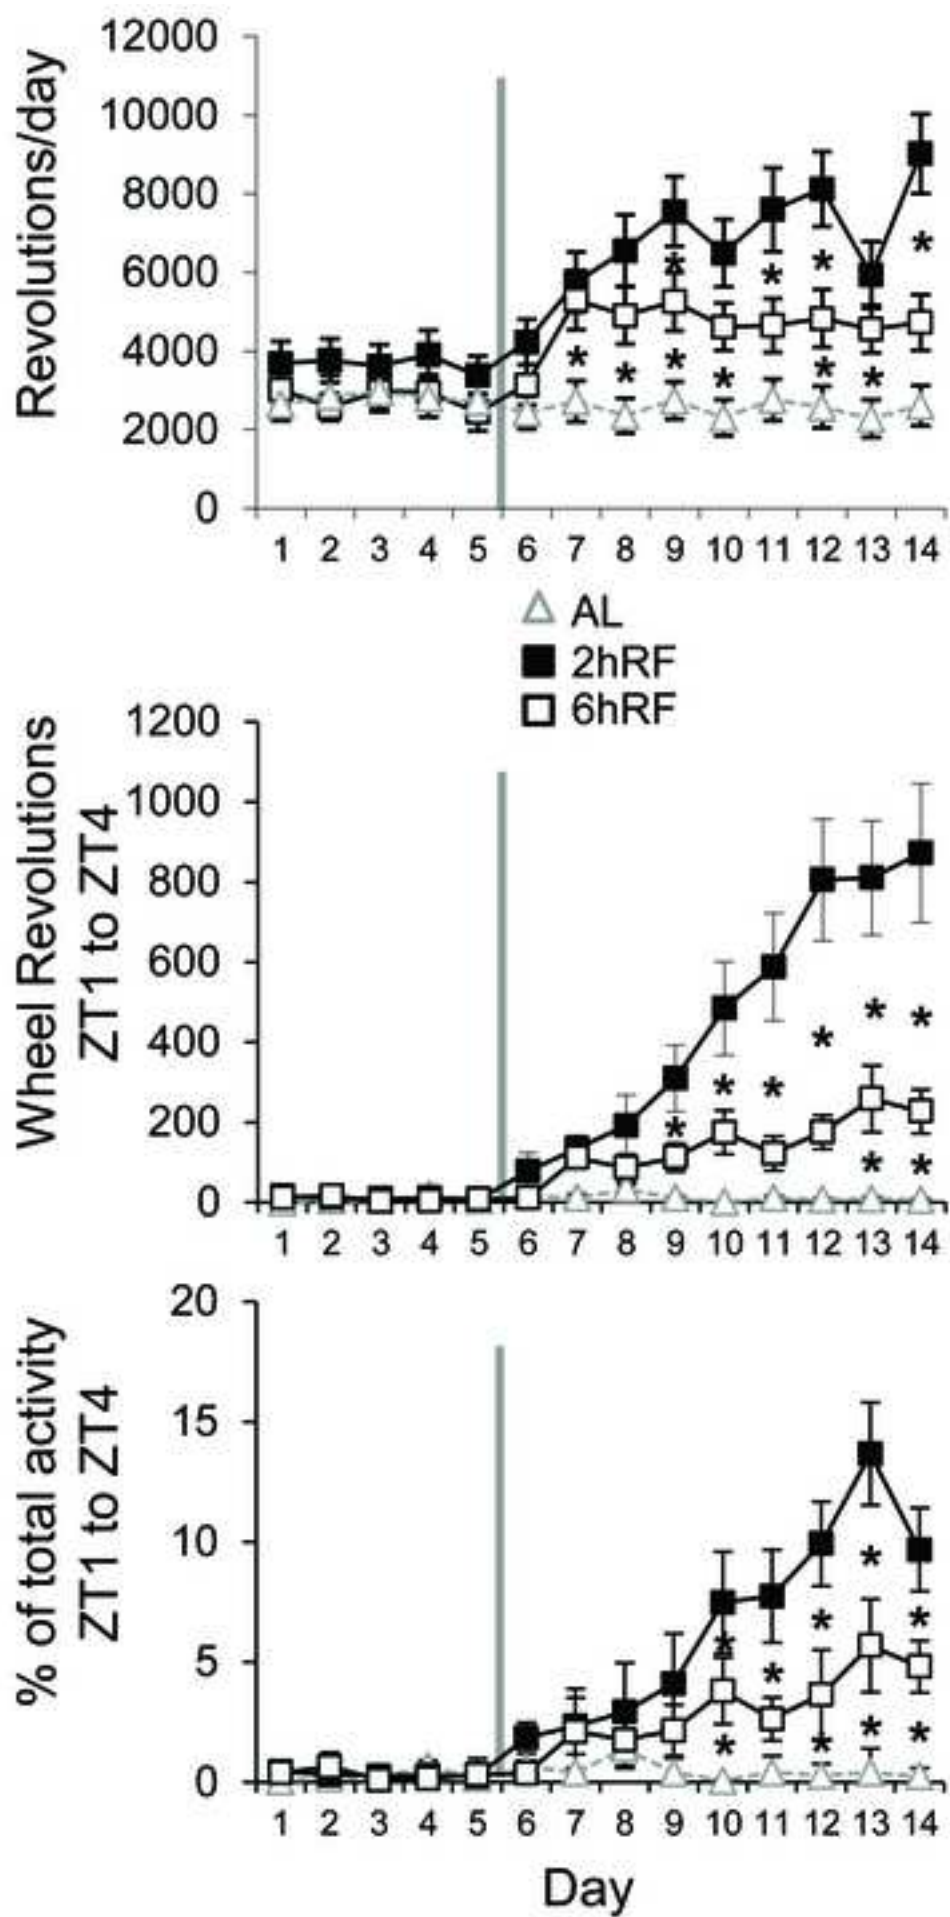 Revolutions/day
12000
10000
8000
6000
4000
2000
0
* * * * * * * * * * *
1 2 3 4 5 6 7 8 9 10 11 12 13 14
AL
2hRF
6hRF
Wheel Revolutions
ZT1 to ZT4
1200
1000
800
600
400
200
0
* * * * * * * *
1 2 3 4 5 6 7 8 9 10 11 12 13 14
% of total activity
ZT1 to ZT4
20
15
10
5
0
* * * * * * * * *
1 2 3 4 5 6 7 8 9 10 11 12 13 14
Day